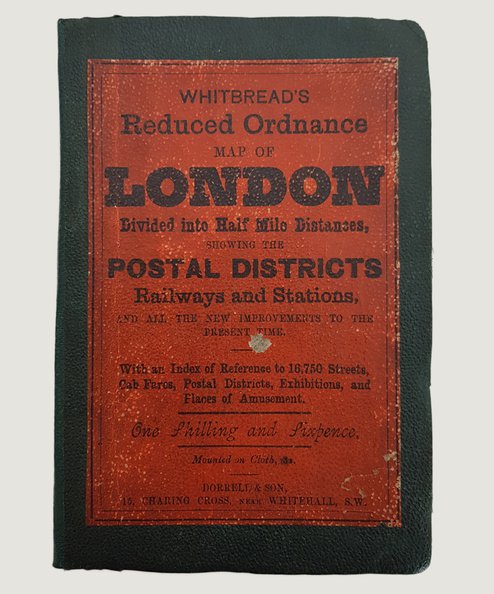 WHITBREAD'S
Reduced Ordnance
MAP OF
LONDON
Divided into Half Mile Distances,
SHOWING THE
POSTAL DISTRICTS
Railways and Stations,
AND ALL THE NEW IMPROVEMENTS TO THE
PRESENT TIME.
With an Index of Reference to 16,750 Streets,
Cab Fares, Postal Districts, Exhibitions, and
Places of Amusement.
One Shilling and Sixpence.
Mounted on Cloth,
DORRELL & SON,
15, CHARING CROSS, NEAR WHITEHALL, S.W.